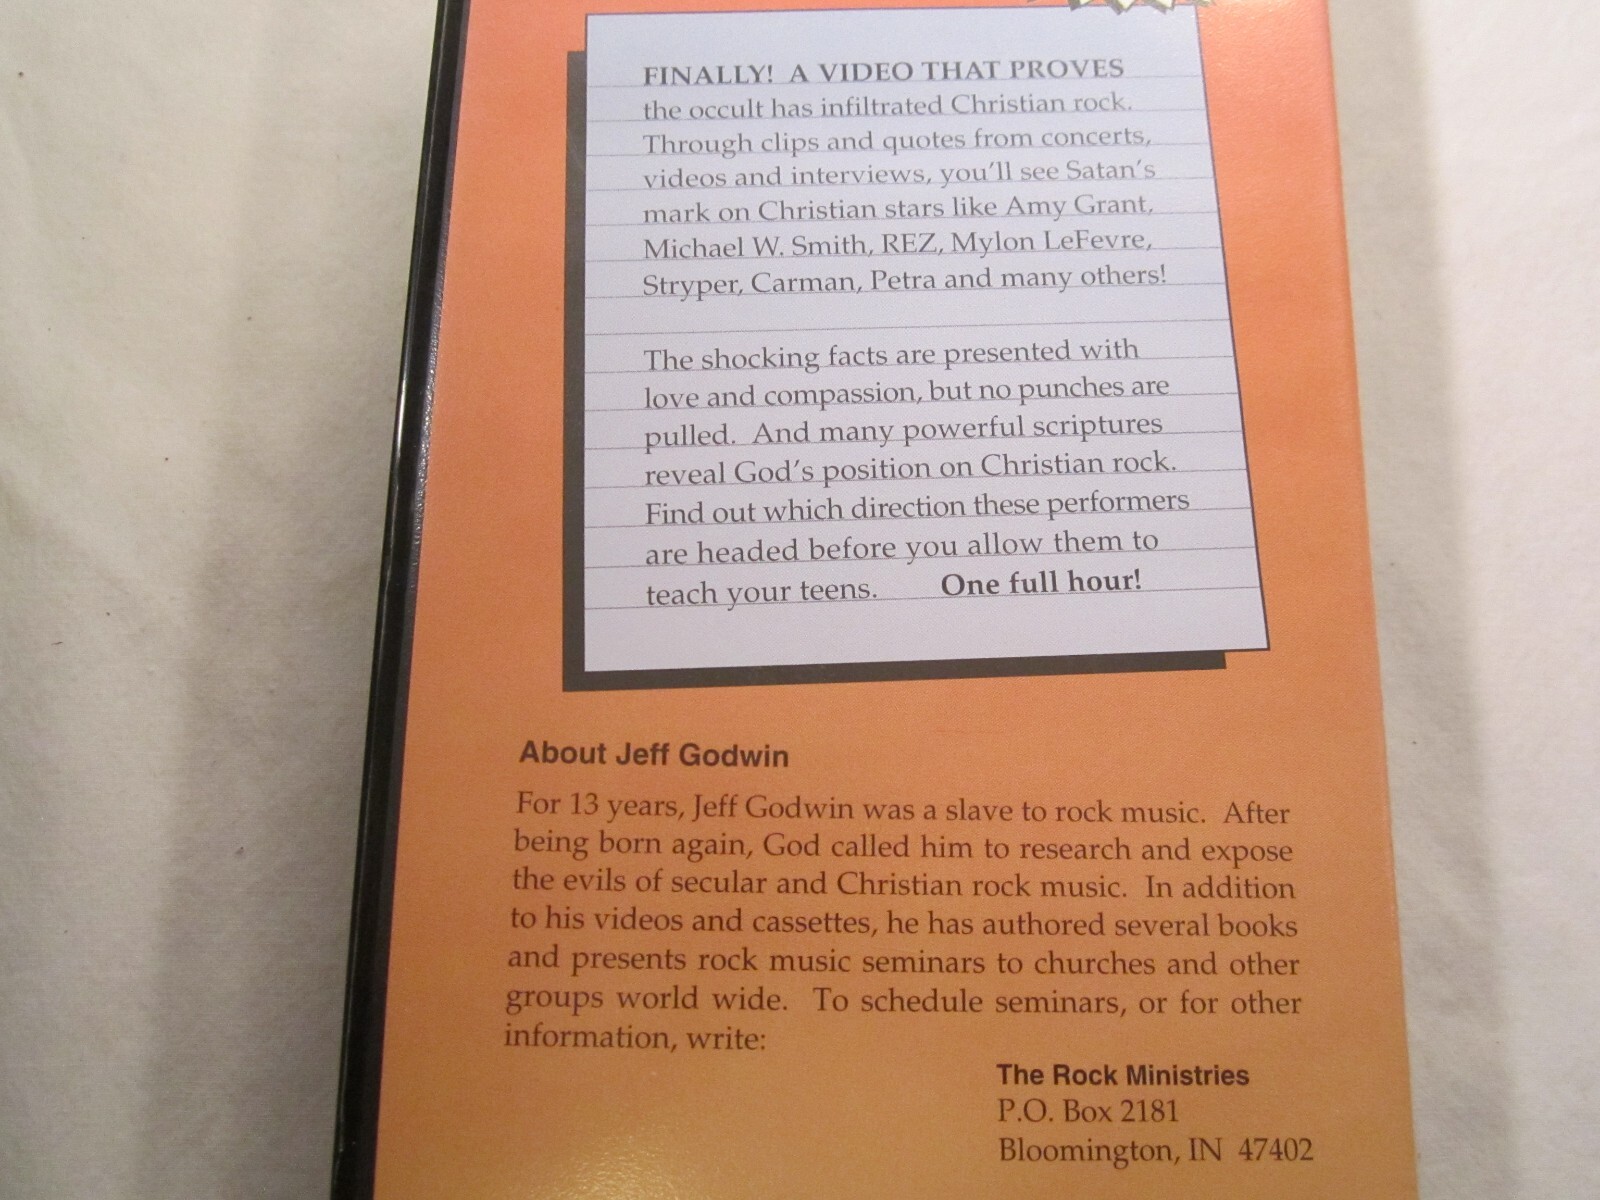 FINALLY! A VIDEO THAT PROVES
the occult has infiltrated Christian rock.
Through clips and quotes from concerts,
videos and interviews, you'll see Satan's
mark on Christian stars like Amy Grant,
Michael W. Smith, REZ, Mylon LeFevre,
Stryper, Carman, Petra and many others!
The shocking facts are presented with
love and compassion, but no punches are
pulled. And many powerful scriptures
reveal God's position on Christian rock.
Find out which direction these performers
are headed before you allow them to
teach your teens. One full hour!
About Jeff Godwin
For 13 years, Jeff Godwin was a slave to rock music. After
being born again, God called him to research and expose
the evils of secular and Christian rock music. In addition
to his videos and cassettes, he has authored several books
and presents rock music seminars to churches and other
groups world wide. To schedule seminars, or for other
information, write:
The Rock Ministries
P.O. Box 2181
Bloomington, IN 47402